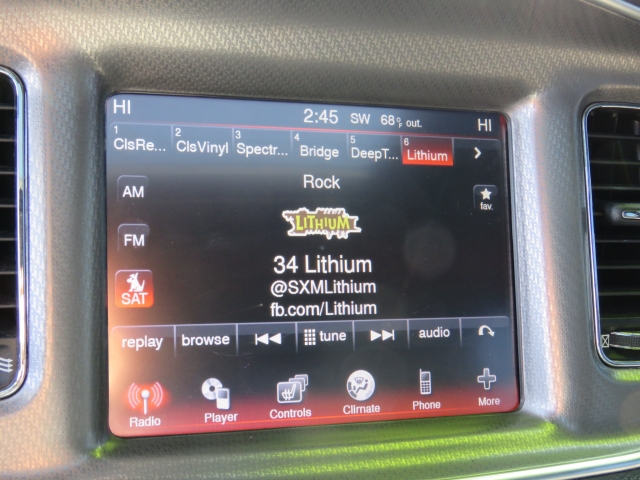 HI 2:45 SW 68°F out. HI
1 ClsRe... 2 ClsVinyl 3 Spectr... 4 Bridge 5 DeepT... 6 Lithium >
Rock
AM
fav.
LITHIUM
FM
34 Lithium
@SXMLithium
SAT
fb.com/Lithium
replay browse tune audio
Radio Player Controls Climate Phone More